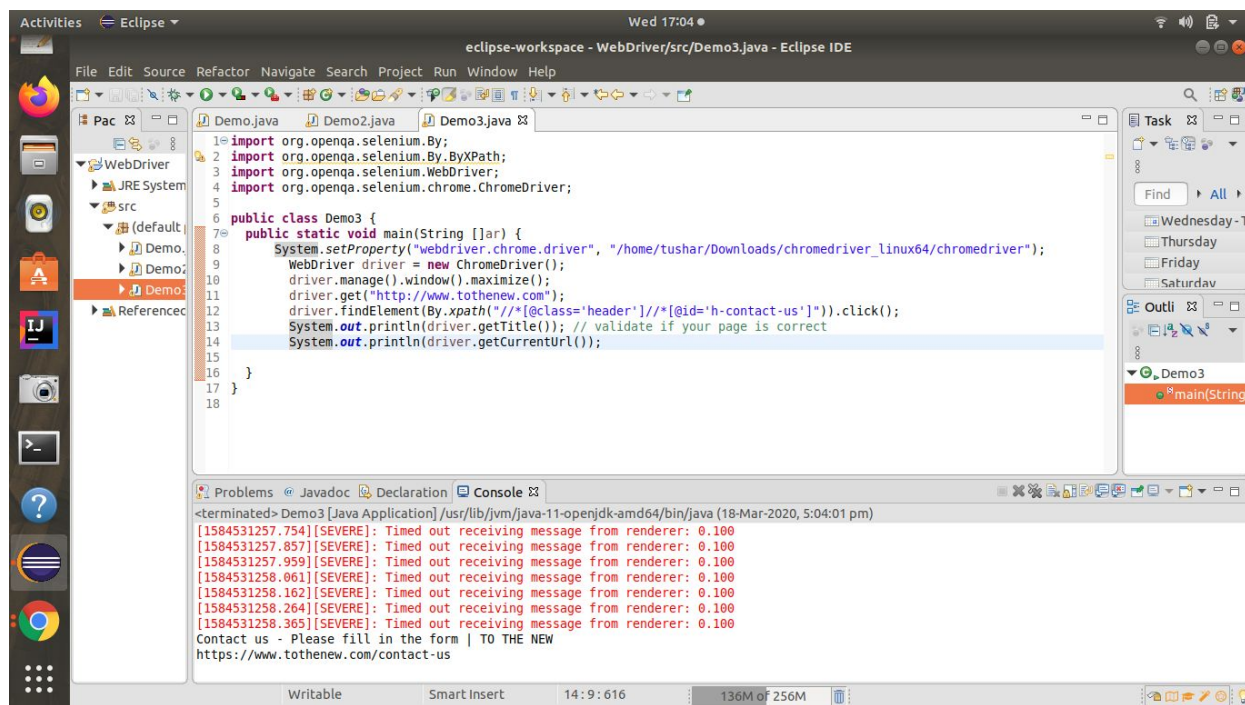 Activities Eclipse Wed 17:04
eclipse-workspace - WebDriver/src/Demo3.java - Eclipse IDE
File Edit Source Refactor Navigate Search Project Run Window Help
Pac Demo.java Demo2.java Demo3.java Task
WebDriver
JRE System
src
(default
Demo.
Demo2
Demo3
Referenced
1 import org.openqa.selenium.By;
2 import org.openqa.selenium.By.ByXPath;
3 import org.openqa.selenium.WebDriver;
4 import org.openqa.selenium.chrome.ChromeDriver;
5
6 public class Demo3 {
7 public static void main(String []ar) {
8 System.setProperty("webdriver.chrome.driver", "/home/tushar/Downloads/chromedriver_linux64/chromedriver");
9 WebDriver driver = new ChromeDriver();
10 driver.manage().window().maximize();
11 driver.get("http://www.tothenew.com");
12 driver.findElement(By.xpath("//*[@class='header']//*[@id='h-contact-us']")).click();
13 System.out.println(driver.getTitle()); // validate if your page is correct
14 System.out.println(driver.getCurrentUrl());
15
16 }
17 }
18
Find All
Wednesday - 
Thursday
Friday
Saturday
Outli
Demo3
main(String
Problems @ Javadoc Declaration Console
<terminated> Demo3 [Java Application] /usr/lib/jvm/java-11-openjdk-amd64/bin/java (18-Mar-2020, 5:04:01 pm)
[1584531257.754][SEVERE]: Timed out receiving message from renderer: 0.100
[1584531257.857][SEVERE]: Timed out receiving message from renderer: 0.100
[1584531257.959][SEVERE]: Timed out receiving message from renderer: 0.100
[1584531258.061][SEVERE]: Timed out receiving message from renderer: 0.100
[1584531258.162][SEVERE]: Timed out receiving message from renderer: 0.100
[1584531258.264][SEVERE]: Timed out receiving message from renderer: 0.100
[1584531258.365][SEVERE]: Timed out receiving message from renderer: 0.100
Contact us - Please fill in the form | TO THE NEW
https://www.tothenew.com/contact-us
Writable Smart Insert 14 : 9 : 616 136M of 256M